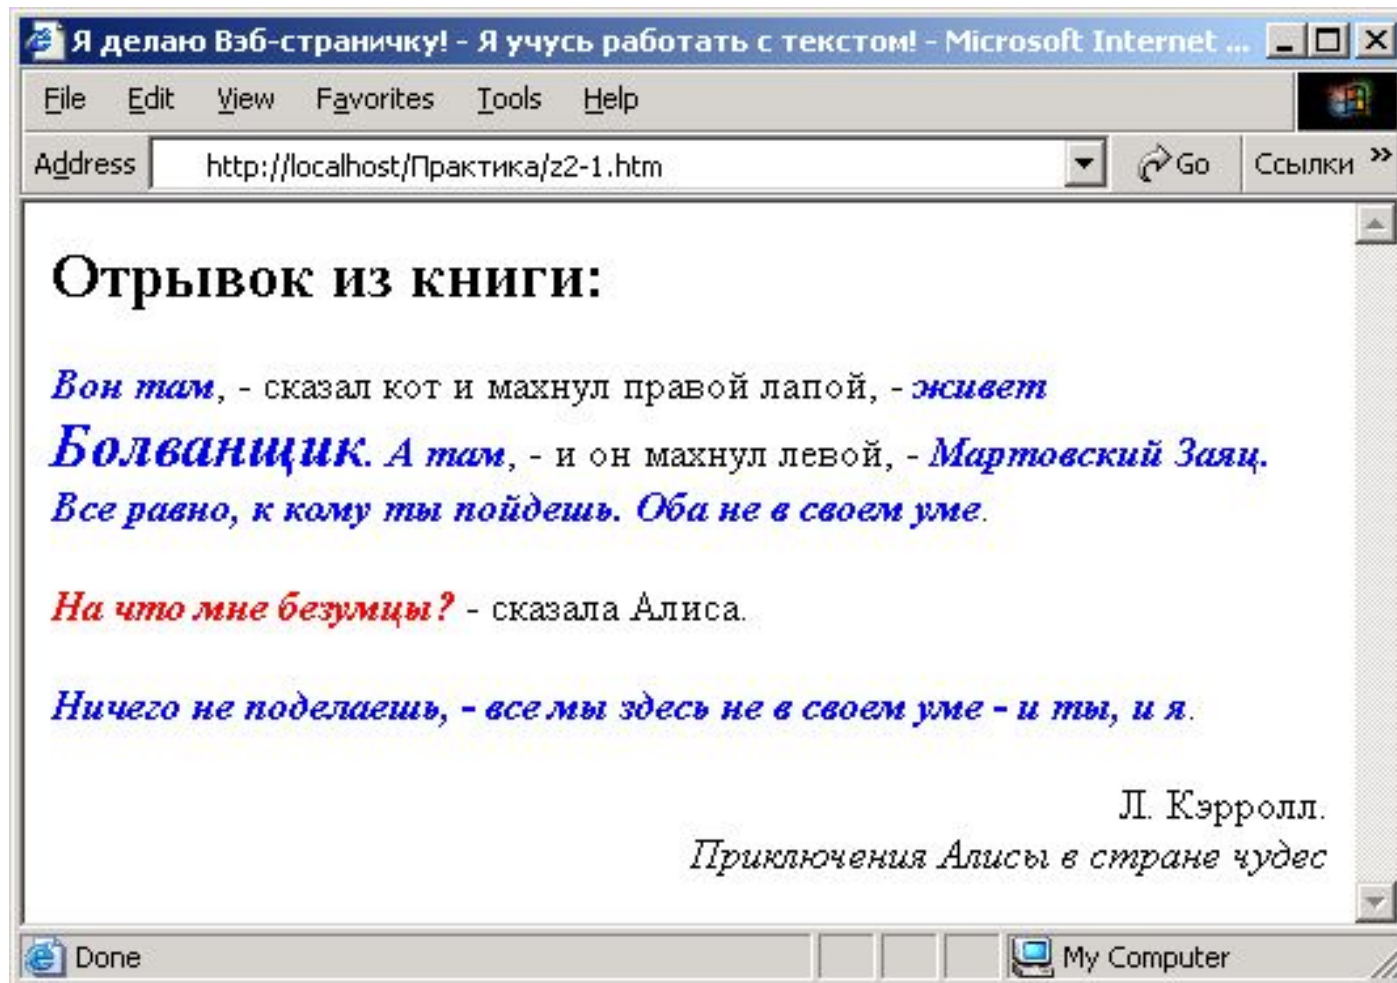 Я делаю Вэб-страничку! - Я учусь работать с текстом! - Microsoft Internet ...
File Edit View Favorites Tools Help
Address http://localhost/Практика/z2-1.htm Go Ссылки »
Отрывок из книги:
Вон там, - сказал кот и махнул правой лапой, - живет
Болванщик. А там, - и он махнул левой, - Мартовский Заяц.
Все равно, к кому ты пойдешь. Оба не в своем уме.
На что мне безумцы? - сказала Алиса.
Ничего не поделаешь, - все мы здесь не в своем уме - и ты, и я.
Л. Кэрролл.
Приключения Алисы в стране чудес
Done My Computer